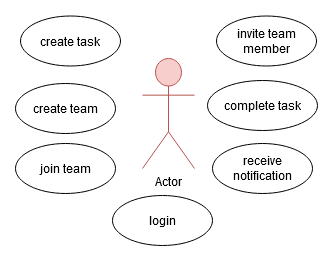 create task
invite team
member
create team
complete task
join team
receive
notification
Actor
login